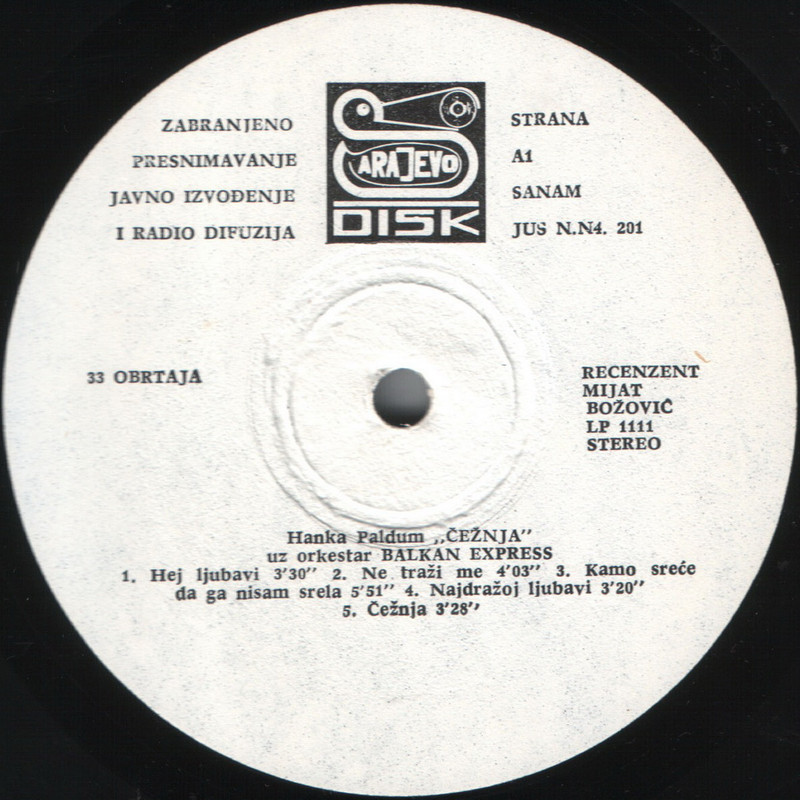 ZABRANJENO
PRESNIMAVANJE
JAVNO IZVOĐENJE
I RADIO DIFUZIJA
SARAJEVO
DISK
STRANA
A1
SANAM
JUS N.N4. 201
33 OBRTAJA
RECENZENT
MIJAT
BOŽOVIĆ
LP 1111
STEREO
Hanka Paldum „ČEŽNJA”
uz orkestar BALKAN EXPRESS
1. Hej ljubavi 3’30’’ 2. Ne traži me 4’03’’ 3. Kamo sreće
da ga nisam srela 5’51’’ 4. Najdražoj ljubavi 3’20’’
5. Čežnja 3’28’’